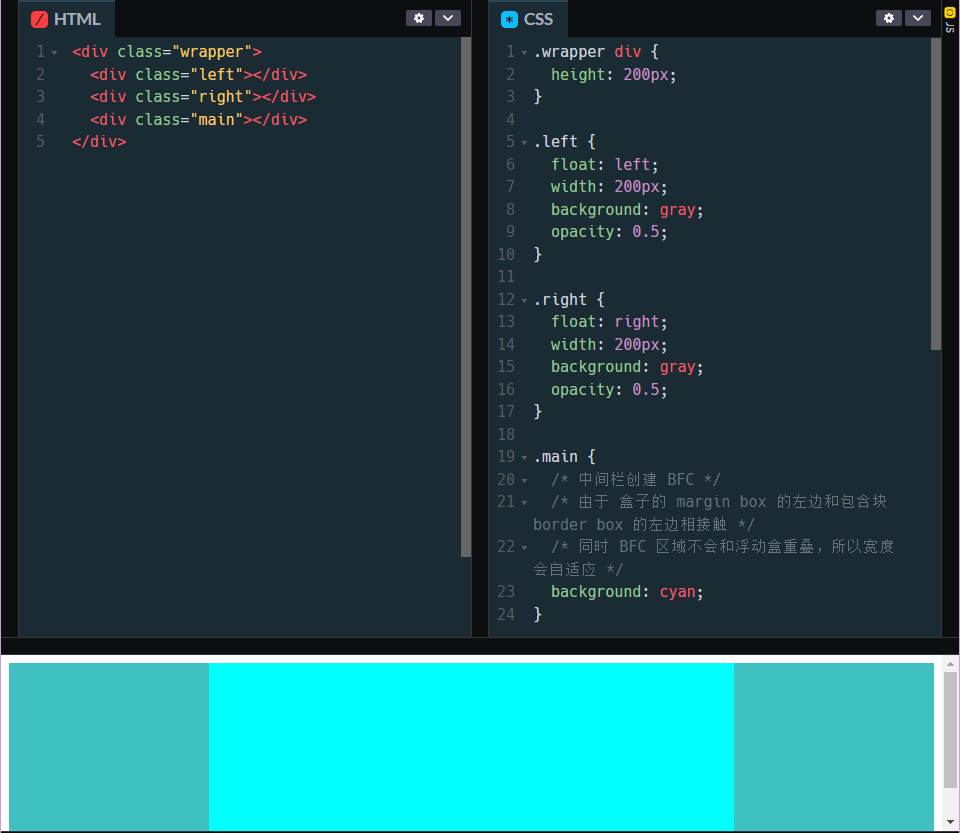 HTML
1 <div class="wrapper">
2   <div class="left"></div>
3   <div class="right"></div>
4   <div class="main"></div>
5 </div>
CSS
1 .wrapper div {
2   height: 200px;
3 }
4
5 .left {
6   float: left;
7   width: 200px;
8   background: gray;
9   opacity: 0.5;
10 }
11
12 .right {
13   float: right;
14   width: 200px;
15   background: gray;
16   opacity: 0.5;
17 }
18
19 .main {
20   /* 中间栏创建 BFC */
21   /* 由于 盒子的 margin box 的左边和包含块
border box 的左边相接触 */
22   /* 同时 BFC 区域不会和浮动盒重叠，所以宽度
会自适应 */
23   background: cyan;
24 }
JS